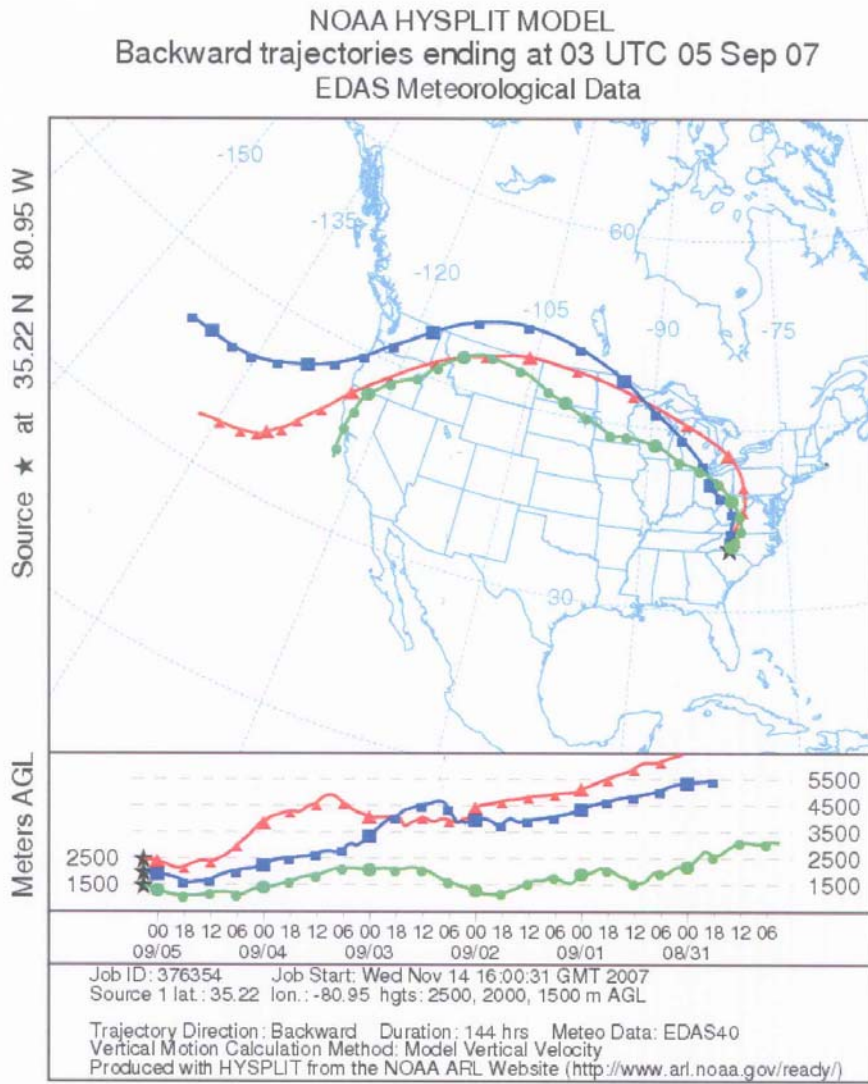 NOAA HYSPLIT MODEL
Backward trajectories ending at 03 UTC 05 Sep 07
EDAS Meteorological Data
Source ★ at 35.22 N 80.95 W
-150
-135
-120
-105
-90
-75
60
30
Meters AGL
2500
1500
5500
4500
3500
2500
1500
00 18 12 06 00 18 12 06 00 18 12 06 00 18 12 06 00 18 12 06 00 18 12 06
09/05 09/04 09/03 09/02 09/01 08/31
Job ID: 376354 Job Start: Wed Nov 14 16:00:31 GMT 2007
Source 1 lat.: 35.22 lon.: -80.95 hgts: 2500, 2000, 1500 m AGL
Trajectory Direction: Backward Duration: 144 hrs Meteo Data: EDAS40
Vertical Motion Calculation Method: Model Vertical Velocity
Produced with HYSPLIT from the NOAA ARL Website (http://www.arl.noaa.gov/ready/)